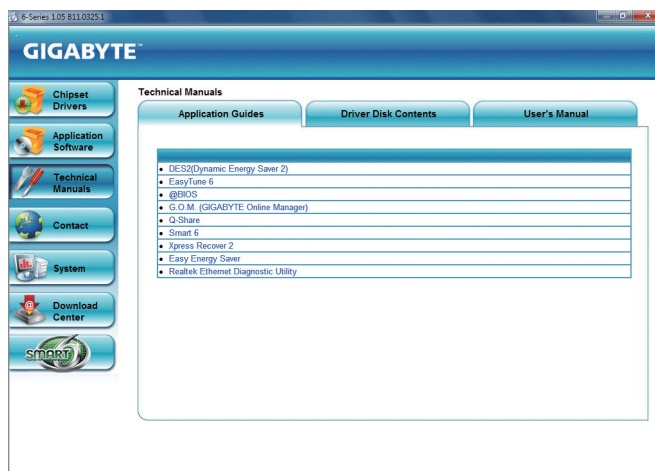 6-Series 1.05 B11.0325.1
GIGABYTE™
Chipset
Drivers
Application
Software
Technical
Manuals
Contact
System
Download
Center
SMART6
Technical Manuals
Application Guides
Driver Disk Contents
User's Manual
• DES2(Dynamic Energy Saver 2)
• EasyTune 6
• @BIOS
• G.O.M. (GIGABYTE Online Manager)
• Q-Share
• Smart 6
• Xpress Recover 2
• Easy Energy Saver
• Realtek Ethernet Diagnostic Utility